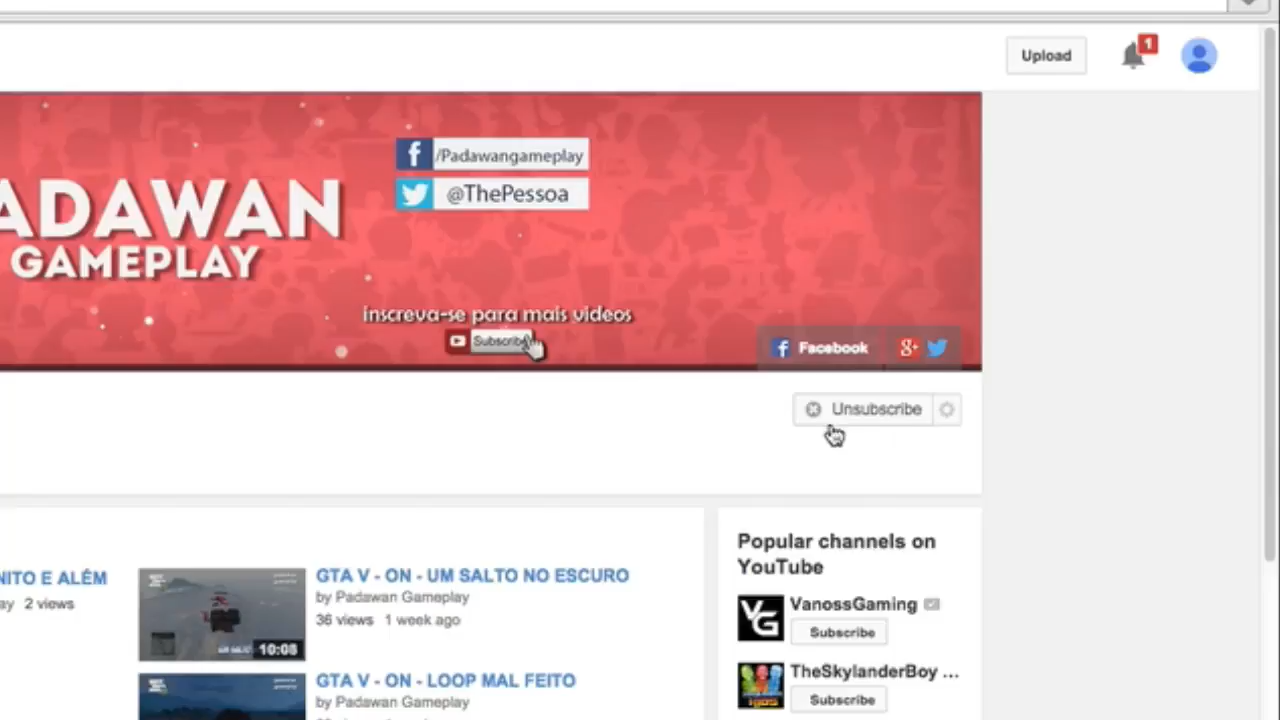 Upload
1
f /Padawangameplay
@ThePessoa
ADAWAN
GAMEPLAY
inscreva-se para mais videos
Subscribe
f Facebook g+
Unsubscribe
Popular channels on
YouTube
NITO E ALÉM
ay 2 views
10:08
GTA V - ON - UM SALTO NO ESCURO
by Padawan Gameplay
36 views 1 week ago
VG
VanossGaming
Subscribe
GTA V - ON - LOOP MAL FEITO
by Padawan Gameplay
TheSkylanderBoy ...
Subscribe